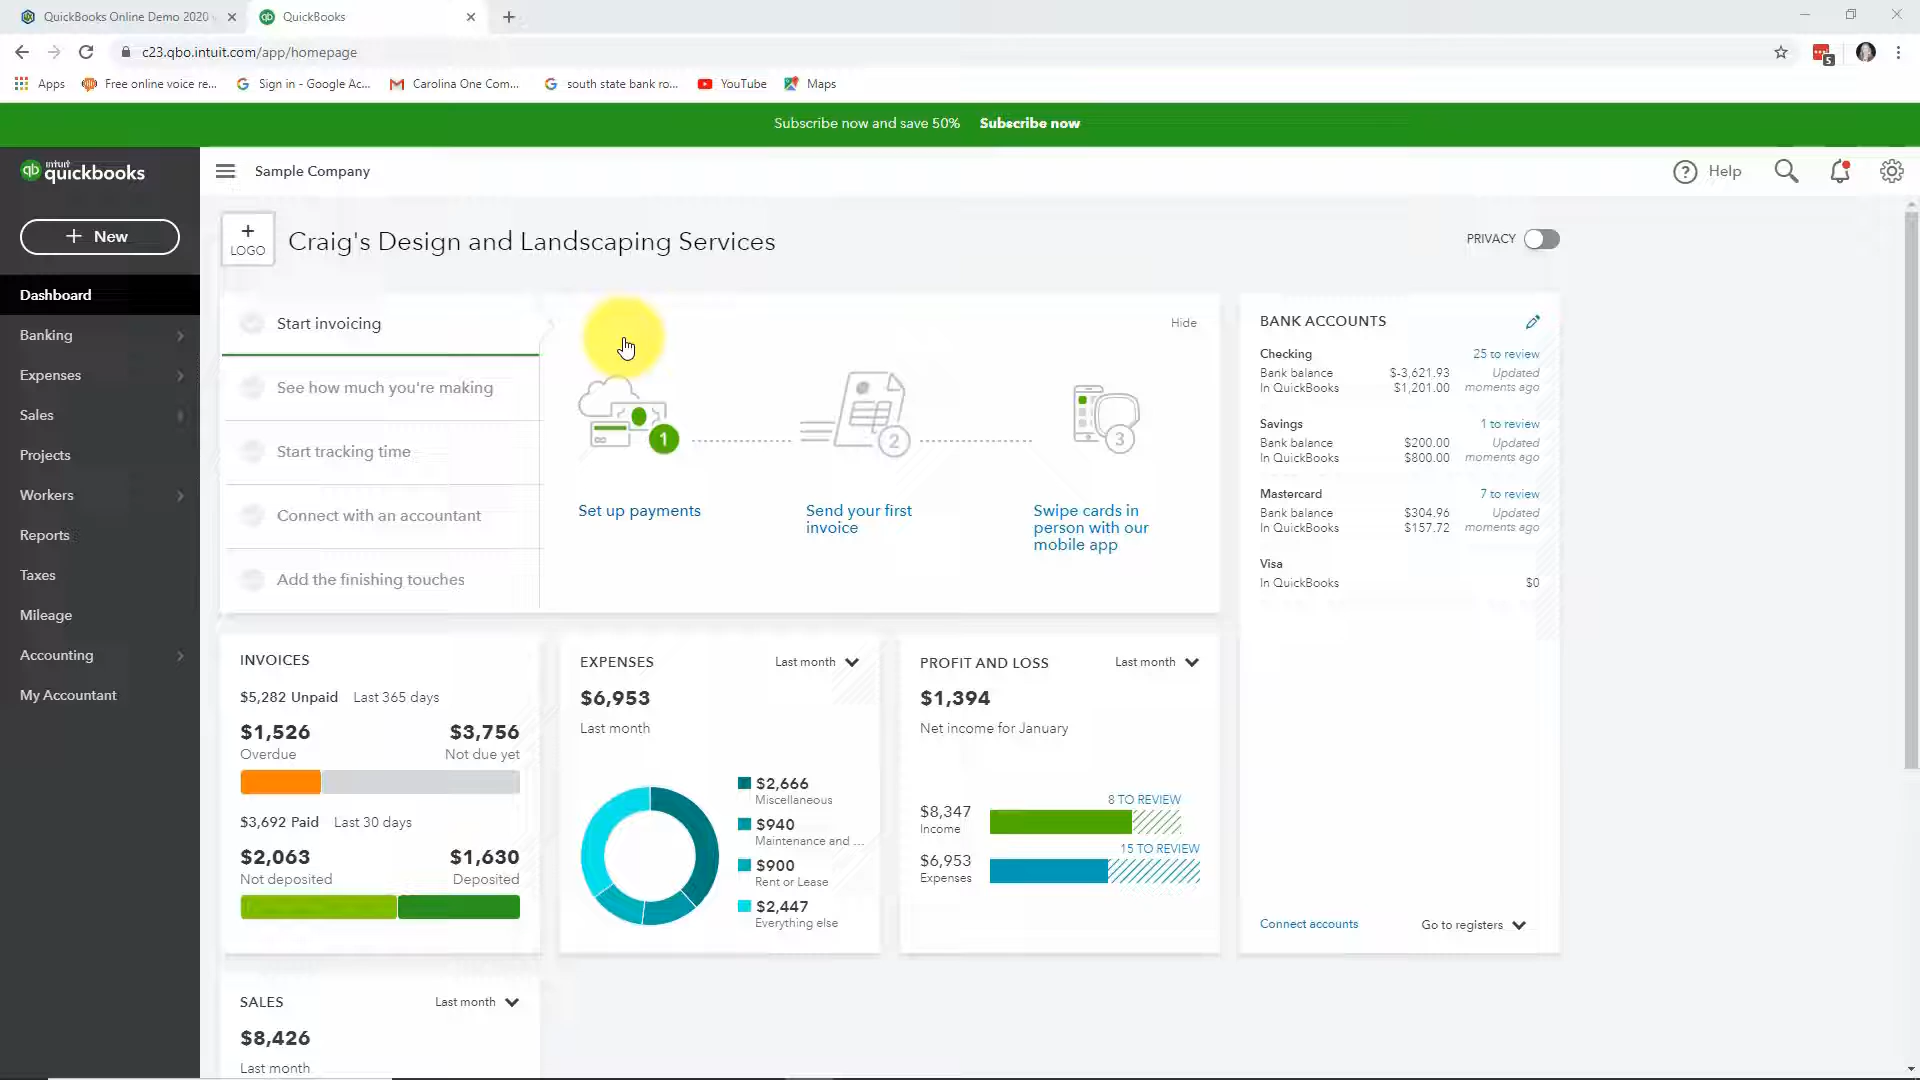 QuickBooks Online Demo 2020
QuickBooks
c23.qbo.intuit.com/app/homepage
5
Apps
Free online voice re...
Sign in - Google Ac...
Carolina One Com...
south state bank ro...
YouTube
Maps
Subscribe now and save 50% Subscribe now
qb intuit quickbooks
Sample Company
? Help
+ New
Dashboard
Banking
Expenses
Sales
Projects
Workers
Reports
Taxes
Mileage
Accounting
My Accountant
+
LOGO
Craig's Design and Landscaping Services
PRIVACY
Start invoicing
See how much you're making
Start tracking time
Connect with an accountant
Add the finishing touches
Hide
1
2
3
Set up payments
Send your first
invoice
Swipe cards in
person with our
mobile app
BANK ACCOUNTS
Checking 25 to review
Bank balance $-3,621.93 Updated
In QuickBooks $1,201.00 moments ago
Savings 1 to review
Bank balance $200.00 Updated
In QuickBooks $800.00 moments ago
Mastercard 7 to review
Bank balance $304.96 Updated
In QuickBooks $157.72 moments ago
Visa
In QuickBooks $0
Connect accounts Go to registers
INVOICES
$5,282 Unpaid Last 365 days
$1,526 $3,756
Overdue Not due yet
$3,692 Paid Last 30 days
$2,063 $1,630
Not deposited Deposited
EXPENSES Last month
$6,953
Last month
$2,666
Miscellaneous
$940
Maintenance and ...
$900
Rent or Lease
$2,447
Everything else
PROFIT AND LOSS Last month
$1,394
Net income for January
8 TO REVIEW
$8,347
Income
15 TO REVIEW
$6,953
Expenses
SALES Last month
$8,426
Last month